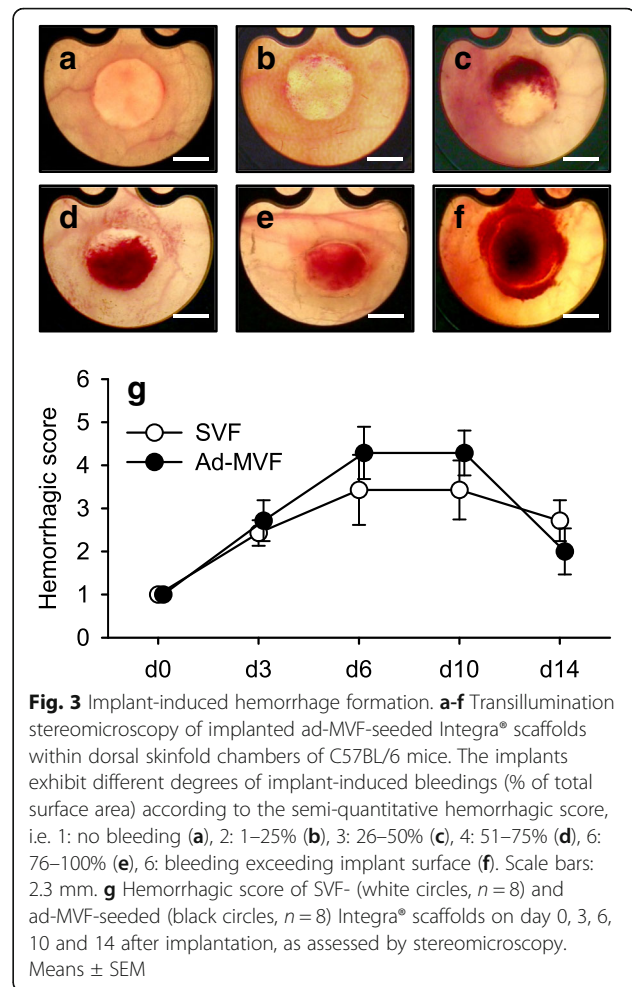 a b c
d e f
g
6
5
4
3
2
1
0
Hemorrhagic score
SVF
Ad-MVF
d0 d3 d6 d10 d14
Fig. 3 Implant-induced hemorrhage formation. a-f Transillumination
stereomicroscopy of implanted ad-MVF-seeded Integra® scaffolds
within dorsal skinfold chambers of C57BL/6 mice. The implants
exhibit different degrees of implant-induced bleedings (% of total
surface area) according to the semi-quantitative hemorrhagic score,
i.e. 1: no bleeding (a), 2: 1–25% (b), 3: 26–50% (c), 4: 51–75% (d), 6:
76–100% (e), 6: bleeding exceeding implant surface (f). Scale bars:
2.3 mm. g Hemorrhagic score of SVF- (white circles, n = 8) and
ad-MVF-seeded (black circles, n = 8) Integra® scaffolds on day 0, 3, 6,
10 and 14 after implantation, as assessed by stereomicroscopy.
Means ± SEM